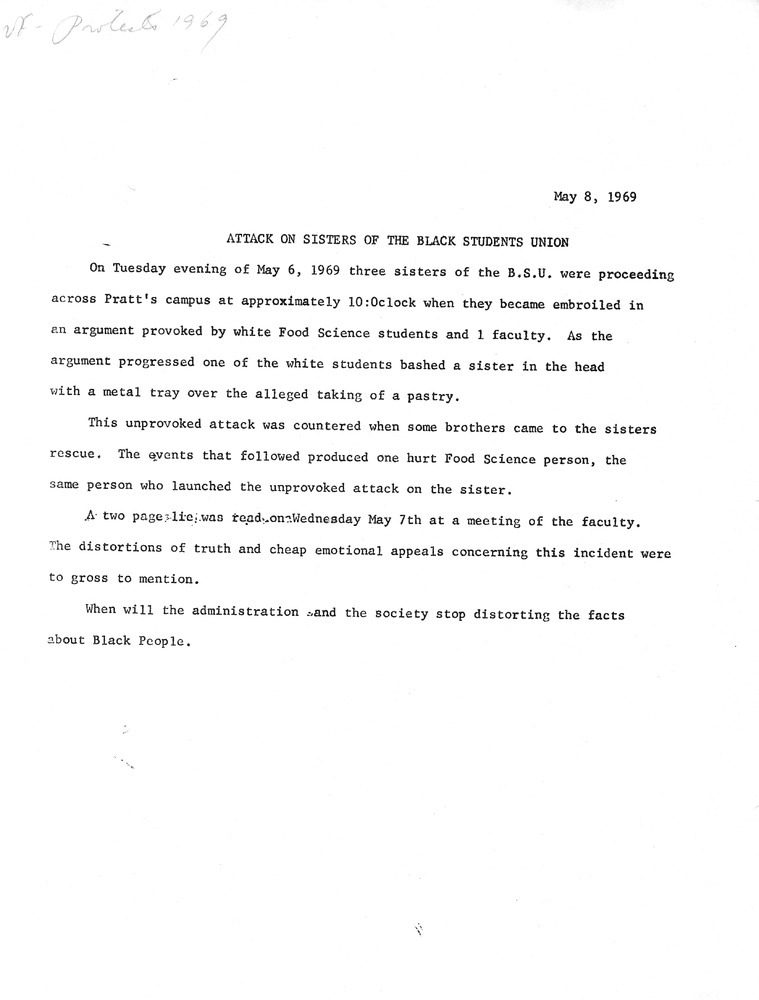 VF - Protests 1969
May 8, 1969
ATTACK ON SISTERS OF THE BLACK STUDENTS UNION
On Tuesday evening of May 6, 1969 three sisters of the B.S.U. were proceeding
across Pratt's campus at approximately 10:0clock when they became embroiled in
an argument provoked by white Food Science students and 1 faculty. As the
argument progressed one of the white students bashed a sister in the head
with a metal tray over the alleged taking of a pastry.
This unprovoked attack was countered when some brothers came to the sisters
rescue. The events that followed produced one hurt Food Science person, the
same person who launched the unprovoked attack on the sister.
A two page lie was read on Wednesday May 7th at a meeting of the faculty.
The distortions of truth and cheap emotional appeals concerning this incident were
to gross to mention.
When will the administration and the society stop distorting the facts
about Black People.